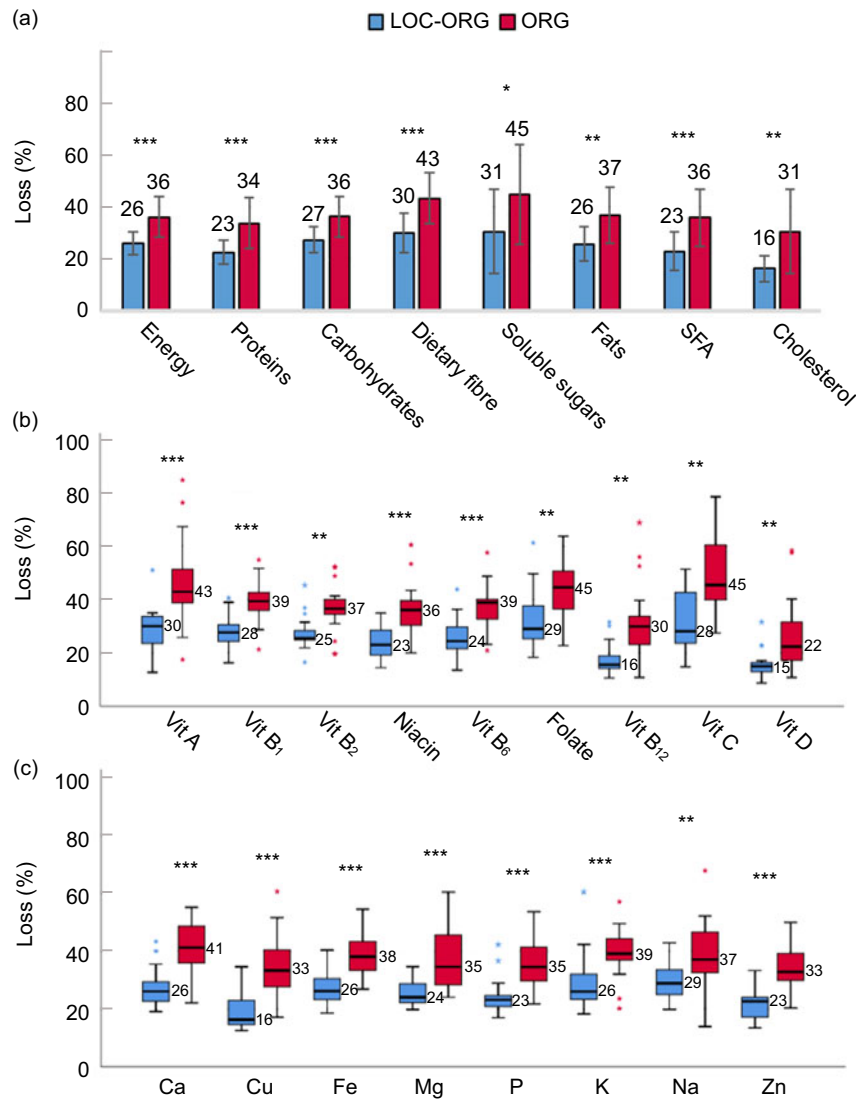 (a)
LOC-ORG ORG
Loss (%)
80
60
40
20
0
*** *** *** *** * ** *** **
26 36 23 34 27 36 30 43 31 45 26 37 23 36 16 31
Energy Proteins Carbohydrates Dietary fibre Soluble sugars Fats SFA Cholesterol
(b)
Loss (%)
100
80
60
40
20
0
*** *** ** *** *** ** ** ** **
30 43 28 39 25 37 23 36 24 39 29 45 16 30 28 45 15 22
Vit A Vit B₁ Vit B₂ Niacin Vit B₆ Folate Vit B₁₂ Vit C Vit D
(c)
Loss (%)
100
80
60
40
20
0
*** *** *** *** *** *** ** ***
26 41 16 33 26 38 24 35 23 35 26 39 29 37 23 33
Ca Cu Fe Mg P K Na Zn